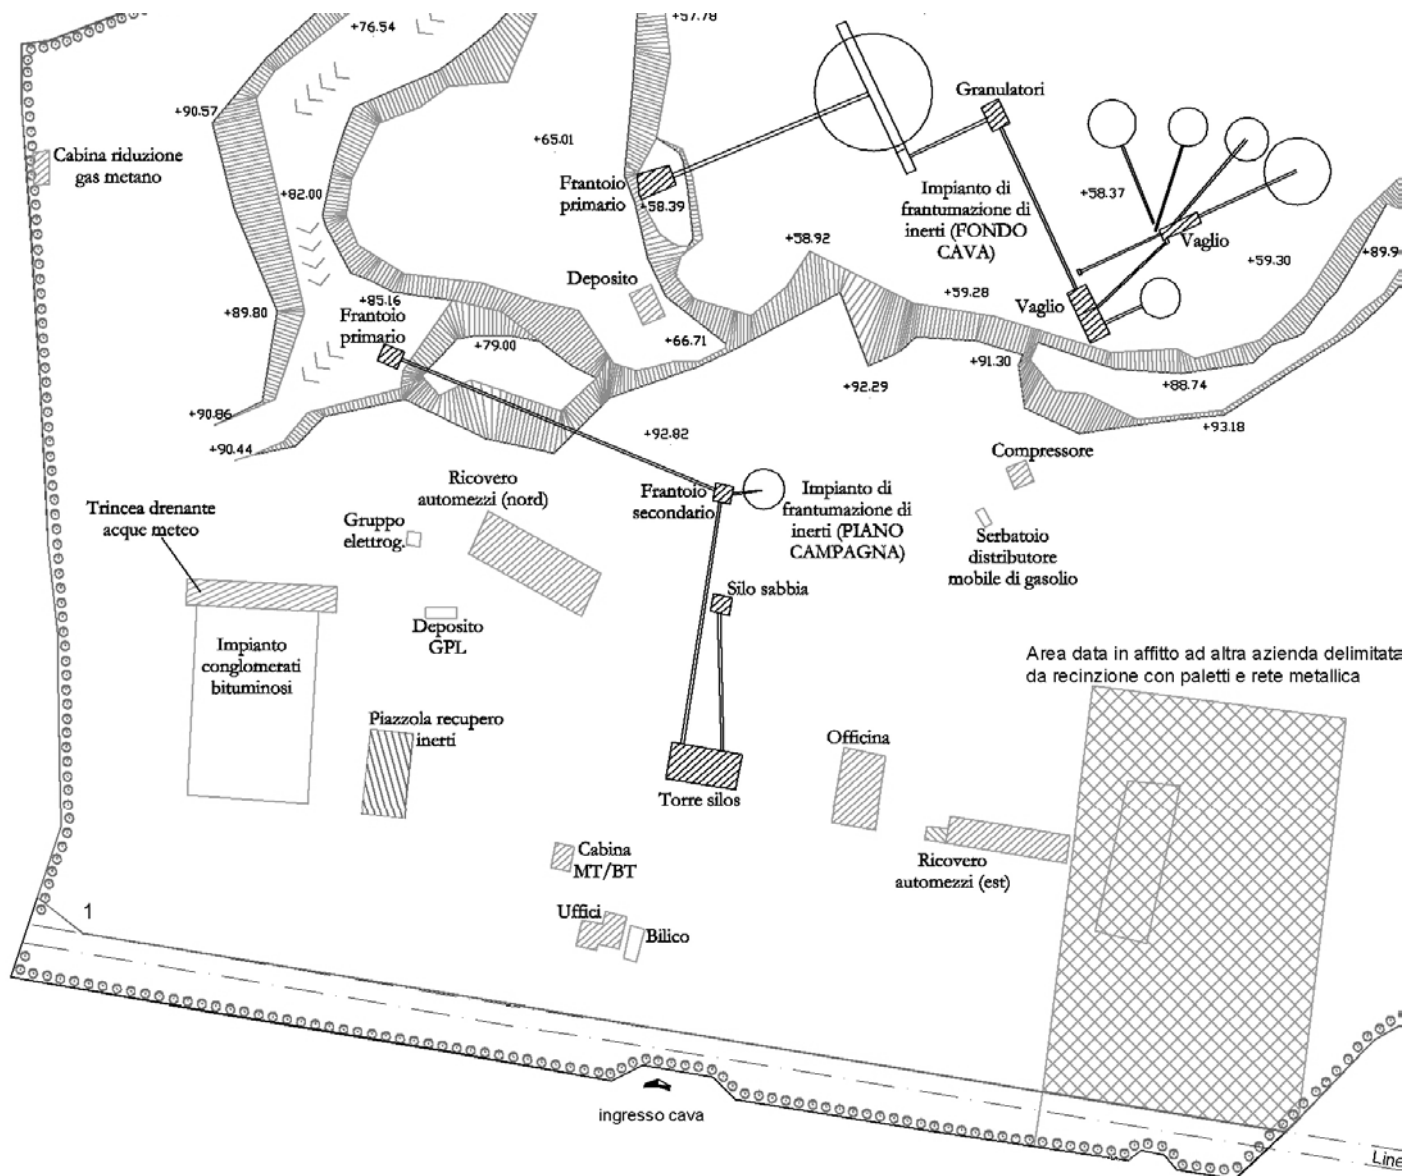 +57.78
+76.54
+90.57
Granulatori
+65.01
Cabina riduzione
gas metano
Frantoio
primario
+58.39
+82.00
Impianto di
frantumazione di
inerti (FONDO
CAVA)
+58.37
Vaglio
+58.92
+59.30
+89.9
Deposito
+59.28
Vaglio
+85.16
Frantoio
primario
+89.80
+79.00
+66.71
+91.30
+92.29
+88.74
+90.86
+93.18
+90.44
+92.82
Compressore
Ricovero
automezzi (nord)
Frantoio
secondario
Impianto di
frantumazione di
inerti (PIANO
CAMPAGNA)
Trincea drenante
acque meteo
Gruppo
elettrog.
Serbatoio
distributore
mobile di gasolio
Silo sabbia
Deposito
GPL
Impianto
conglomerati
bituminosi
Area data in affitto ad altra azienda delimitata
da recinzione con paletti e rete metallica
Piazzola recupero
inerti
Officina
Torre silos
Cabina
MT/BT
Ricovero
automezzi (est)
1
Uffici
Bilico
ingresso cava
Line